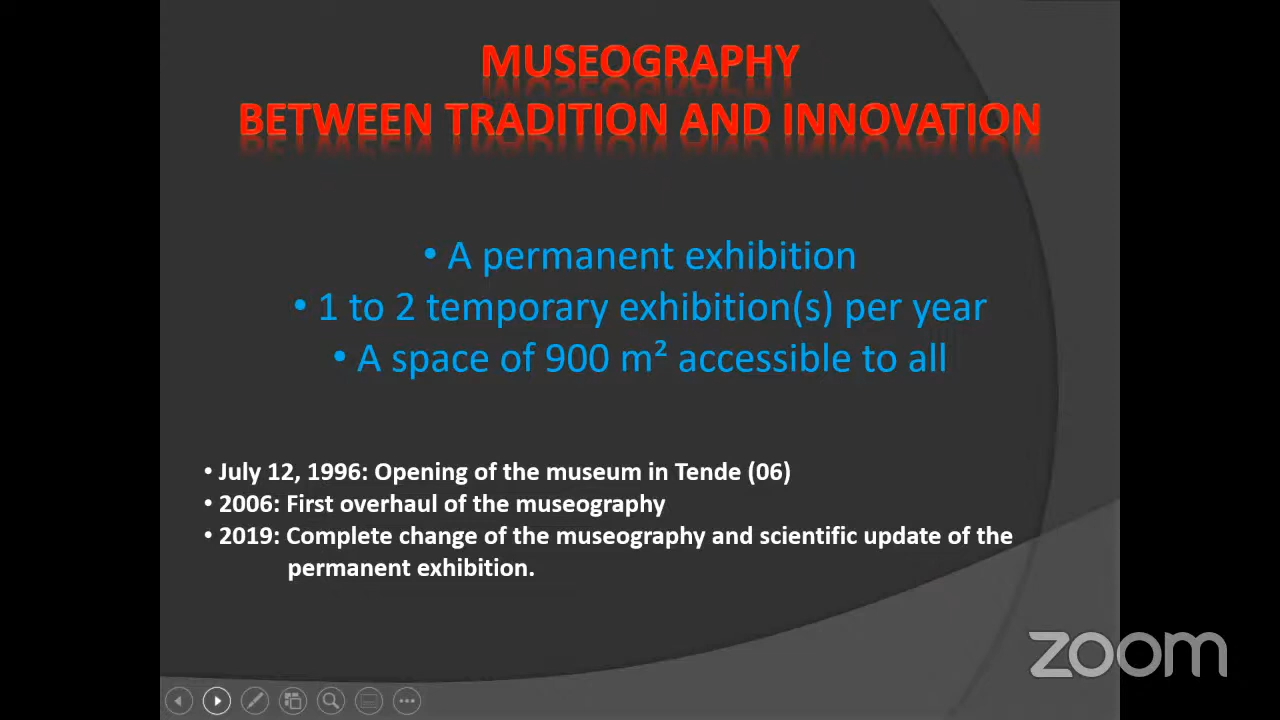 MUSEOGRAPHY
BETWEEN TRADITION AND INNOVATION
• A permanent exhibition
• 1 to 2 temporary exhibition(s) per year
• A space of 900 m² accessible to all
• July 12, 1996: Opening of the museum in Tende (06)
• 2006: First overhaul of the museography
• 2019: Complete change of the museography and scientific update of the
permanent exhibition.
zoom